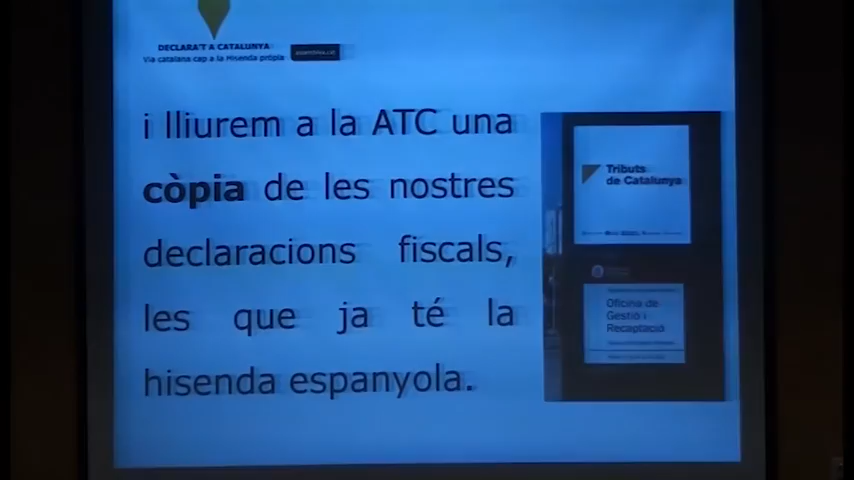 DECLARA'T A CATALUNYA
Via catalana cap a la Hisenda pròpia
i lliurem a la ATC una
còpia de les nostres
declaracions fiscals,
les que ja té la
hisenda espanyola.
Tributs
de Catalunya
Oficina de
Gestió i
Recaptació